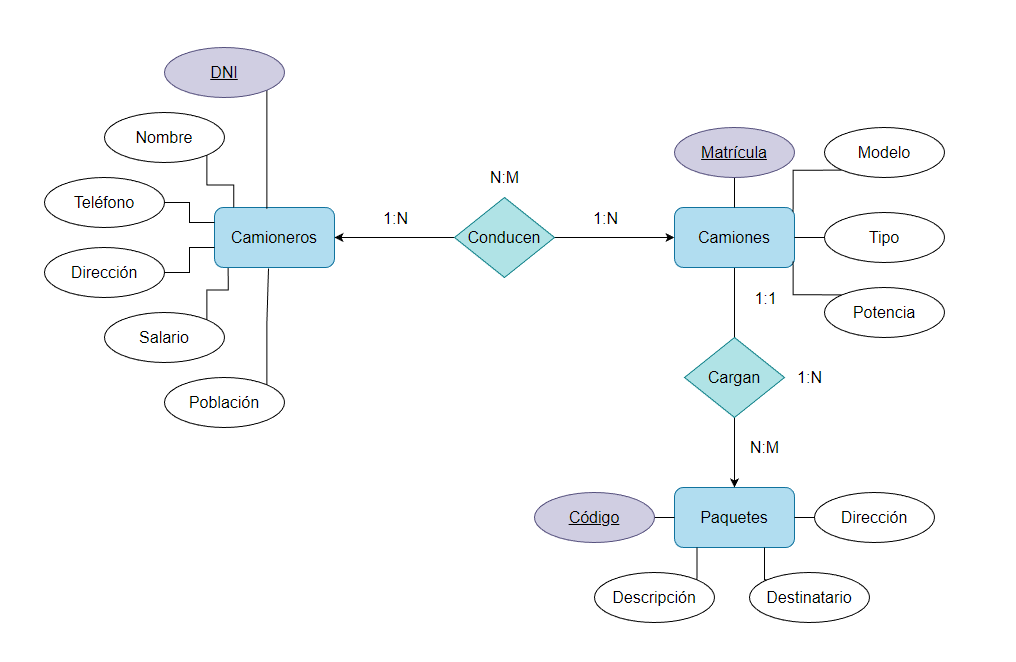 DNI
Nombre
Teléfono
Dirección
Salario
Población
Camioneros
1:N
N:M
Conducen
1:N
Matrícula
Modelo
Camiones
Tipo
Potencia
1:1
Cargan
1:N
N:M
Código
Paquetes
Dirección
Descripción
Destinatario